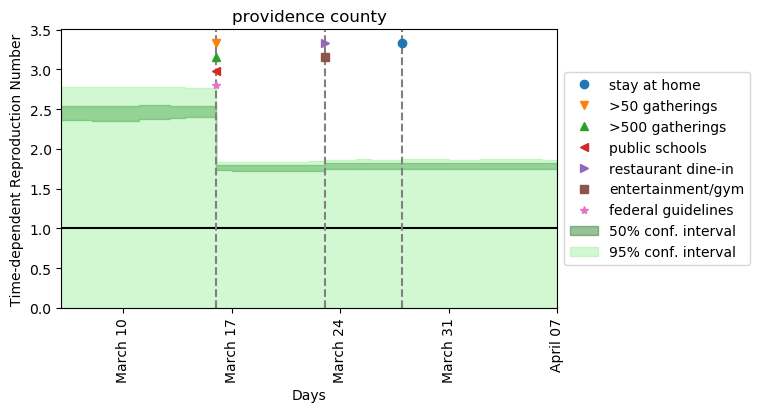 providence county
Time-dependent Reproduction Number
3.5
3.0
2.5
2.0
1.5
1.0
0.5
0.0
March 10
March 17
March 24
March 31
April 07
Days
stay at home
>50 gatherings
>500 gatherings
public schools
restaurant dine-in
entertainment/gym
federal guidelines
50% conf. interval
95% conf. interval